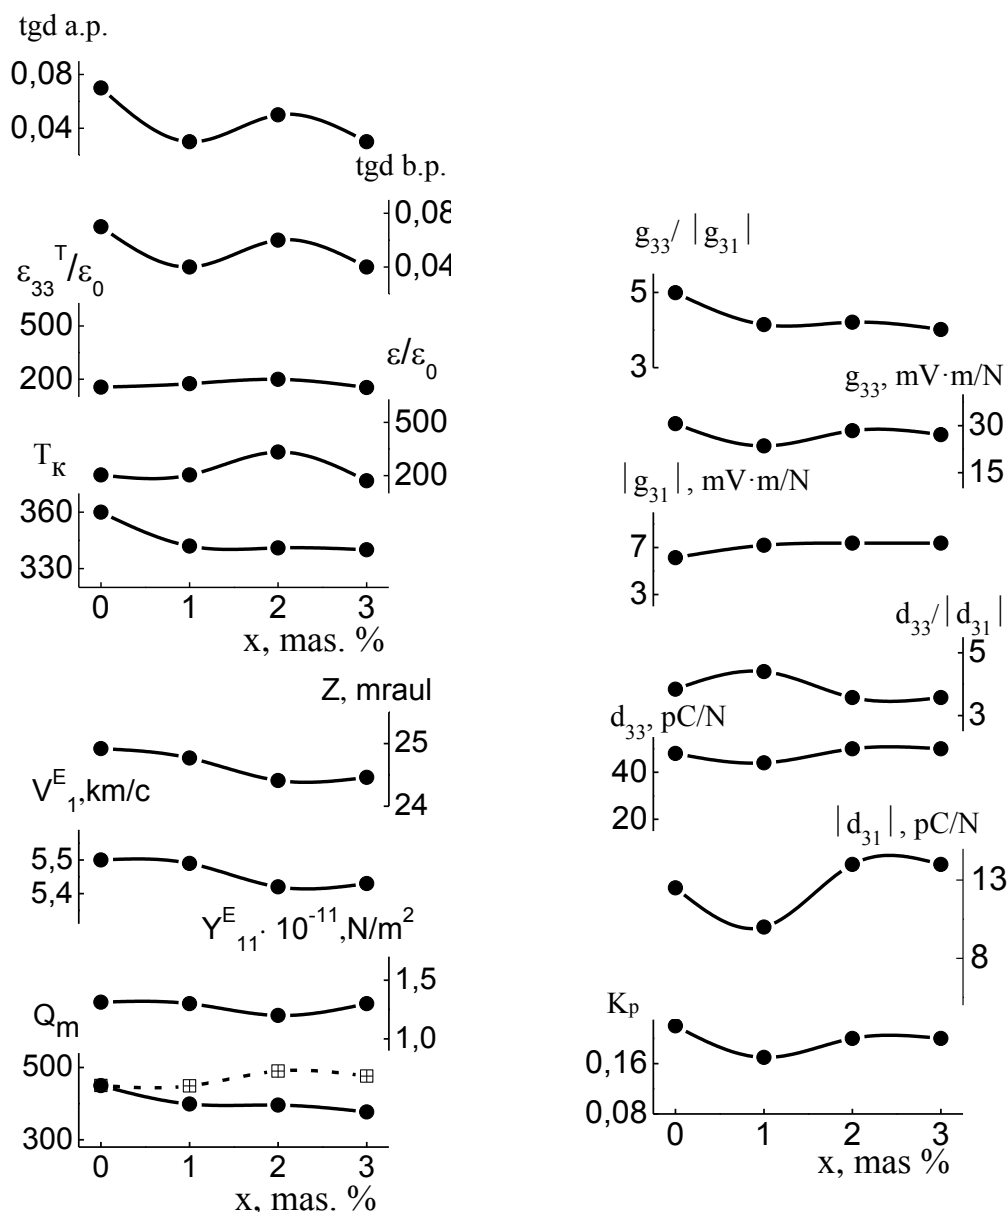 tgd a.p.
0,08
0,04
tgd b.p.
0,08
0,04
ε₃₃ᵀ/ε₀
500
200
ε/ε₀
500
200
Tк
360
330
0 1 2 3
x, mas. %
Z, mraul
25
24
Vᴱ₁,km/c
5,5
5,4
Yᴱ₁₁· 10⁻¹¹,N/m²
1,5
1,0
Qₘ
500
300
0 1 2 3
x, mas. %
g₃₃/ |g₃₁|
5
3
g₃₃, mV·m/N
30
15
|g₃₁|, mV·m/N
7
3
d₃₃/|d₃₁|
5
3
d₃₃, pC/N
40
20
|d₃₁|, pC/N
13
8
Kp
0,16
0,08
0 1 2 3
x, mas %